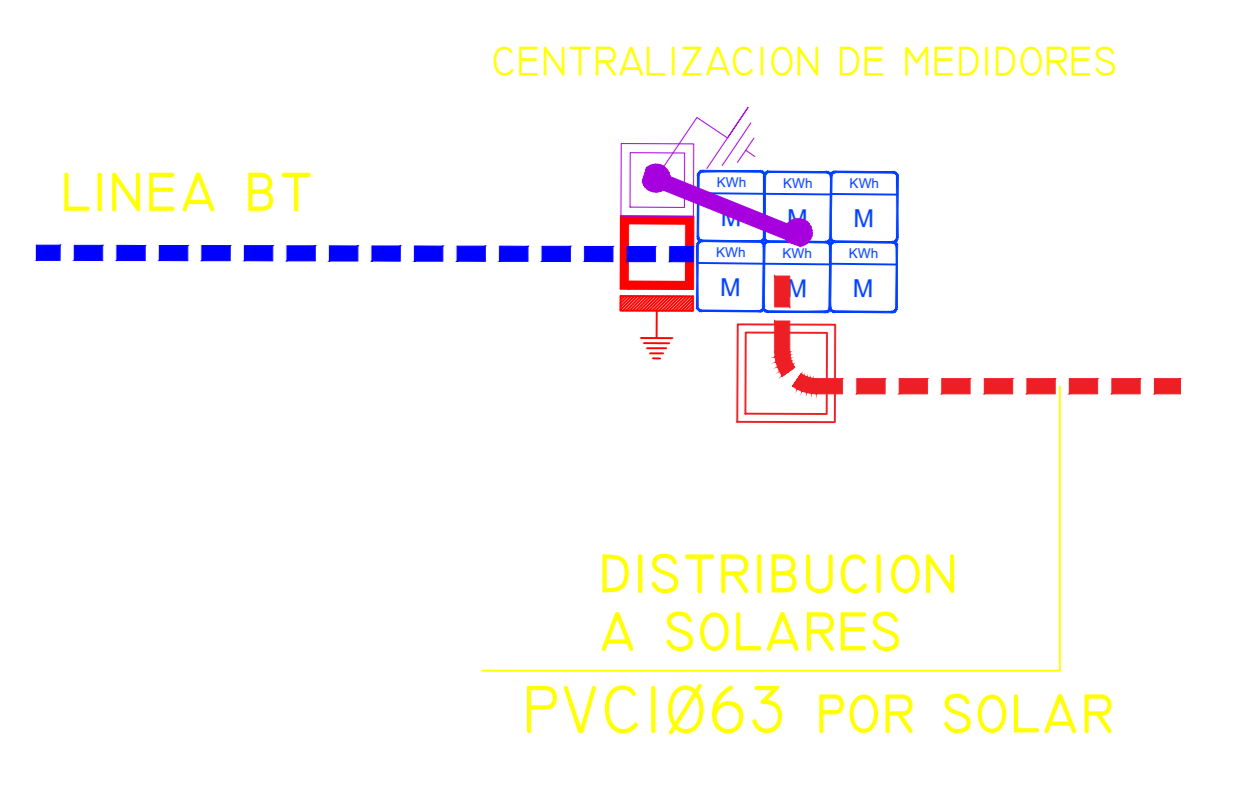 CENTRALIZACION DE MEDIDORES
LINEA BT
KWh KWh KWh
M M M
KWh KWh KWh
M M M
DISTRIBUCION
A SOLARES
PVCIØ63 POR SOLAR